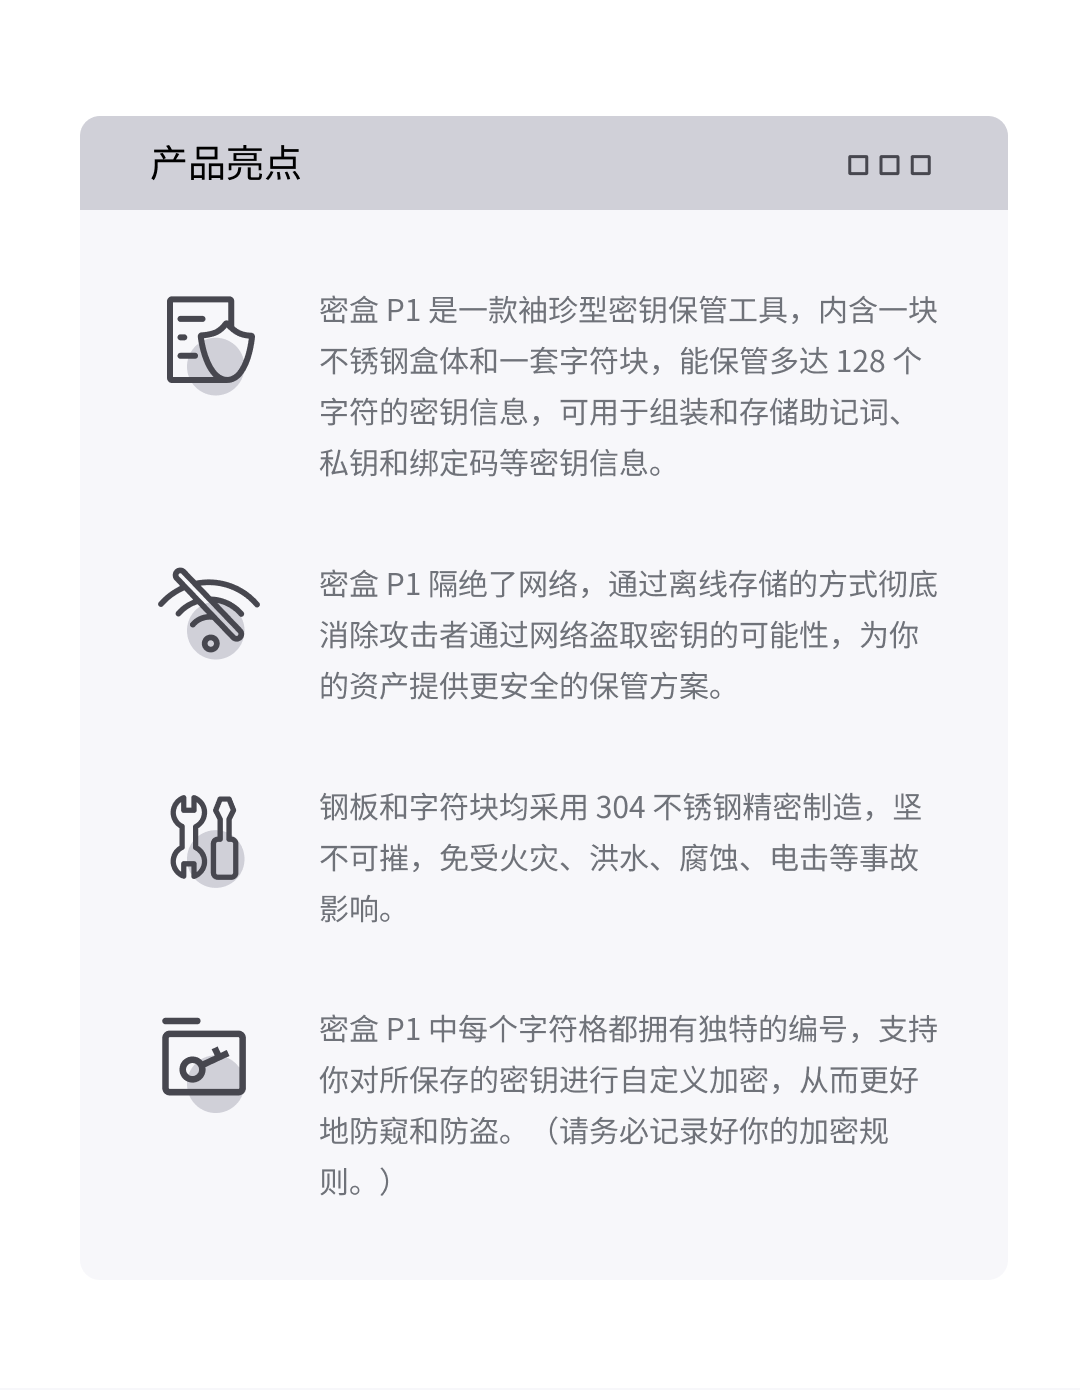 产品亮点
密盒 P1 是一款袖珍型密钥保管工具，内含一块
不锈钢盒体和一套字符块，能保管多达 128 个
字符的密钥信息，可用于组装和存储助记词、
私钥和绑定码等密钥信息。
密盒 P1 隔绝了网络，通过离线存储的方式彻底
消除攻击者通过网络盗取密钥的可能性，为你
的资产提供更安全的保管方案。
钢板和字符块均采用 304 不锈钢精密制造，坚
不可摧，免受火灾、洪水、腐蚀、电击等事故
影响。
密盒 P1 中每个字符格都拥有独特的编号，支持
你对所保存的密钥进行自定义加密，从而更好
地防窥和防盗。（请务必记录好你的加密规
则。）